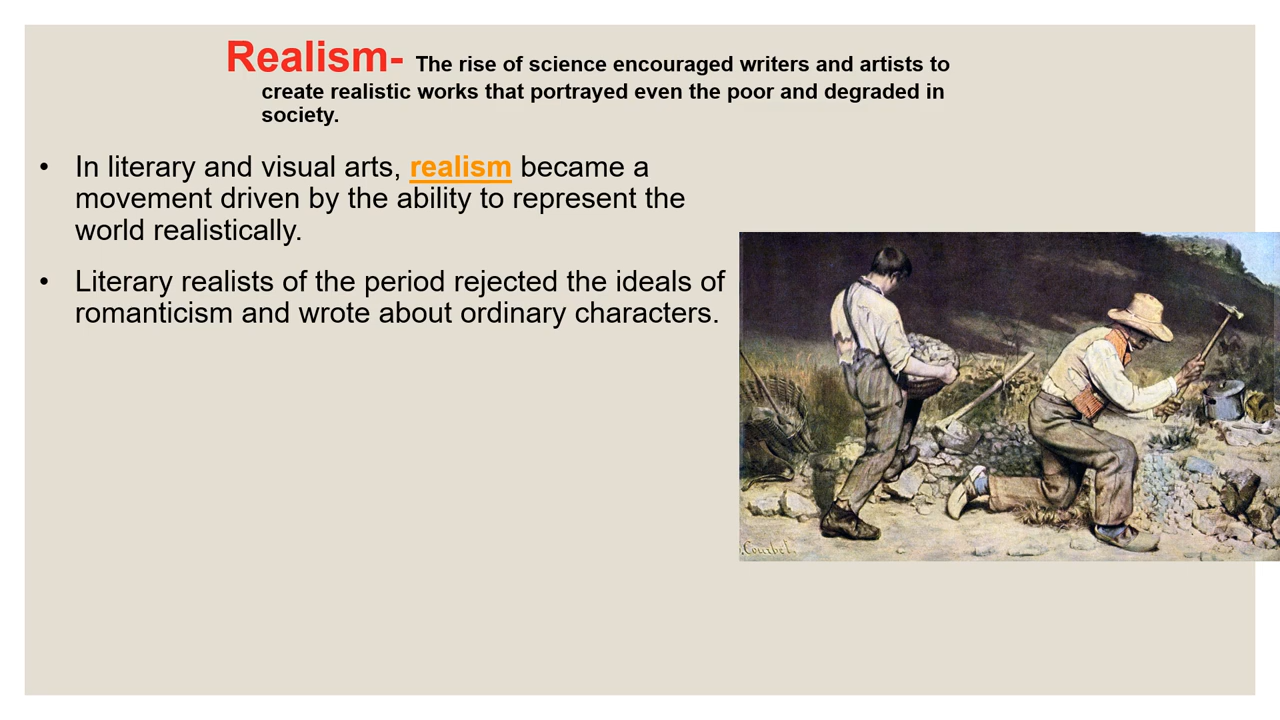 Realism- The rise of science encouraged writers and artists to
create realistic works that portrayed even the poor and degraded in
society.
• In literary and visual arts, realism became a
movement driven by the ability to represent the
world realistically.
• Literary realists of the period rejected the ideals of
romanticism and wrote about ordinary characters.
G. Courbet.